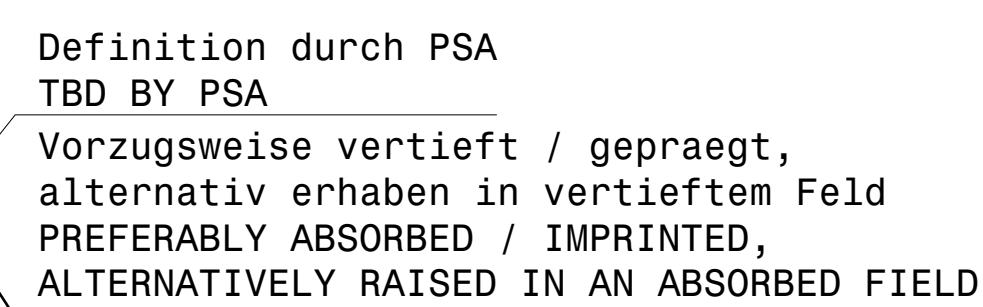 Definition durch PSA
TBD BY PSA
Vorzugsweise vertieft / gepraegt,
alternativ erhaben in vertieftem Feld
PREFERABLY ABSORBED / IMPRINTED,
ALTERNATIVELY RAISED IN AN ABSORBED FIELD